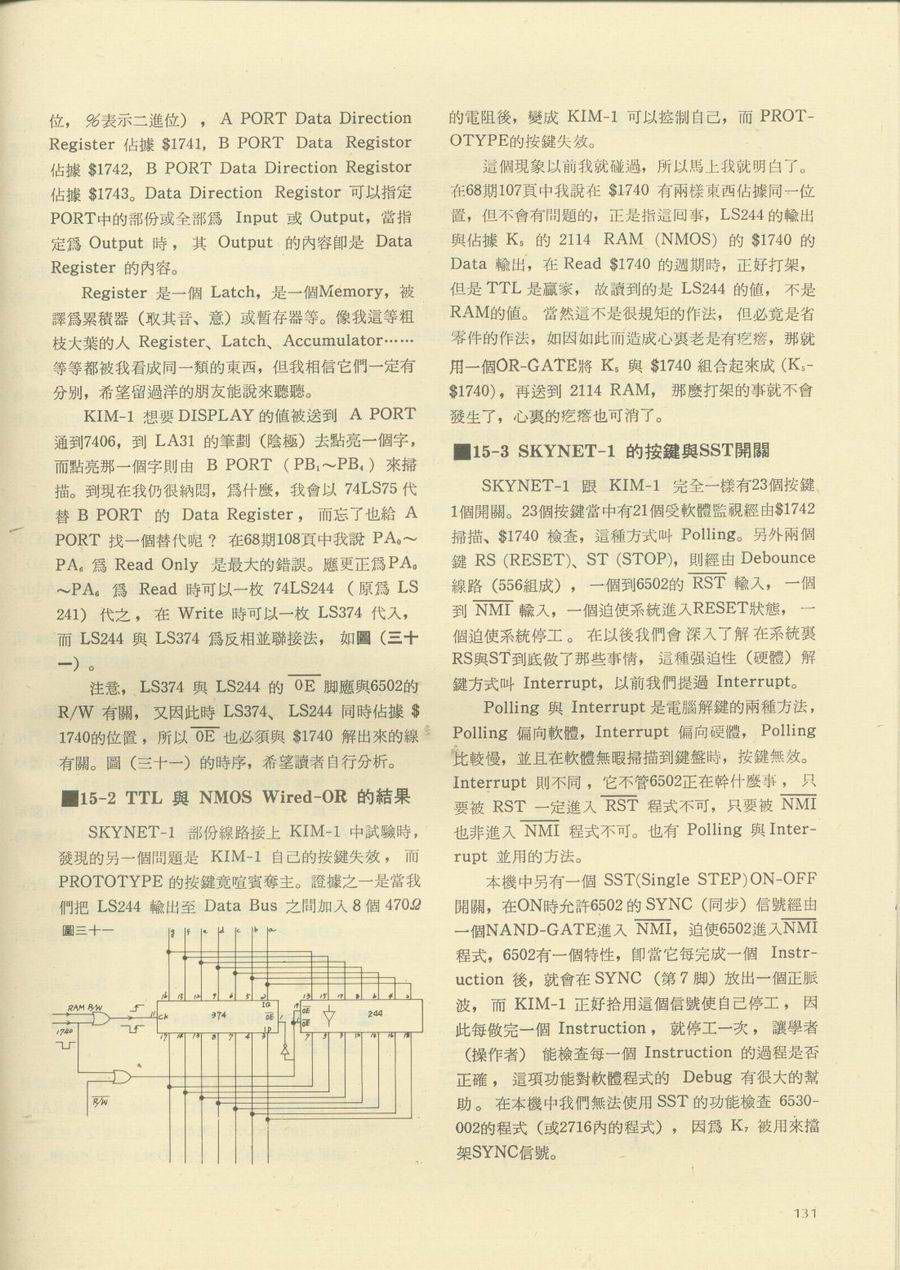 位，%表示二進位），A PORT Data Direction
Register 佔據 $1741, B PORT Data Registor
佔據 $1742, B PORT Data Direction Registor
佔據 $1743。Data Direction Registor 可以指定
PORT中的部份或全部爲 Input 或 Output，當指
定爲 Output 時，其 Output 的內容卽是 Data
Register 的內容。
Register 是一個 Latch，是一個Memory，被
譯爲累積器（取其音、意）或暫存器等。像我這等粗
枝大葉的人 Register、Latch、Accumulator……
等等都被我看成同一類的東西，但我相信它們一定有
分別，希望留過洋的朋友能說來聽聽。
KIM-1 想要 DISPLAY 的值被送到 A PORT
通到7406，到 LA31 的筆劃（陰極）去點亮一個字，
而點亮那一個字則由 B PORT（PB₁～PB₄）來掃
描。到現在我仍很納悶，爲什麼，我會以 74LS75 代
替 B PORT 的 Data Register，而忘了也給 A
PORT 找一個替代呢？在68期108頁中我說 PA₀～
PA₆ 爲 Read Only 是最大的錯誤。應更正爲PA₀
～PA₆ 爲 Read 時可以一枚 74LS244（原爲 LS
241）代之，在 Write 時可以一枚 LS374 代入，
而 LS244 與 LS374 爲反相並聯接法，如圖（三十
一）。
注意，LS374 與 LS244 的 O̅E̅ 脚應與6502的
R/W 有關，又因此時 LS374、LS244 同時佔據 $
1740的位置，所以 O̅E̅ 也必須與 $1740 解出來的線
有關。圖（三十一）的時序，希望讀者自行分析。
■15-2 TTL 與 NMOS Wired-OR 的結果
SKYNET-1 部份線路接上 KIM-1 中試驗時，
發現的另一個問題是 KIM-1 自己的按鍵失效，而
PROTOTYPE 的按鍵竟喧賓奪主。證據之一是當我
們把 LS244 輸出至 Data Bus 之間加入 8 個 470Ω
圖三十一
g f e d c b a
RAM R/W
1740
R̅/̅W̅
CK
374
1G
O̅E̅
1D
O̅E̅
244
的電阻後，變成 KIM-1 可以控制自己，而 PROT-
OTYPE的按鍵失效。
這個現象以前我就碰過，所以馬上我就明白了。
在68期107頁中我說在 $1740 有兩樣東西佔據同一位
置，但不會有問題的，正是指這囘事，LS244 的輸出
與佔據 K₅ 的 2114 RAM (NMOS) 的 $1740 的
Data 輸出，在 Read $1740 的週期時，正好打架，
但是 TTL 是贏家，故讀到的是 LS244 的値，不是
RAM的値。當然這不是很規矩的作法，但必竟是省
零件的作法，如因如此而造成心裏老是有疙瘩，那就
用一個OR-GATE將 K₅ 與 $1740 組合起來成 (K₅-
$1740)，再送到 2114 RAM，那麼打架的事就不會
發生了，心裏的疙瘩也可消了。
■15-3 SKYNET-1 的按鍵與SST開關
SKYNET-1 跟 KIM-1 完全一樣有23個按鍵
1個開關。23個按鍵當中有21個受軟體監視經由$1742
掃描、$1740 檢查，這種方式叫 Polling。另外兩個
鍵 RS (RESET)、ST (STOP)，則經由 Debounce
線路（556組成），一個到6502的 R̅S̅T̅ 輸入，一個
到 N̅M̅I̅ 輸入，一個迫使系統進入RESET狀態，一
個迫使系統停工。在以後我們會深入了解在系統裏
RS與ST到底做了那些事情，這種强迫性（硬體）解
鍵方式叫 Interrupt，以前我們提過 Interrupt。
Polling 與 Interrupt 是電腦解鍵的兩種方法，
Polling 偏向軟體，Interrupt 偏向硬體，Polling
比較慢，並且在軟體無暇掃描到鍵盤時，按鍵無效。
Interrupt 則不同，它不管6502正在幹什麼事，只
要被 RST 一定進入 R̅S̅T̅ 程式不可，只要被 N̅M̅I̅
也非進入 N̅M̅I̅ 程式不可。也有 Polling 與 Inter-
rupt 並用的方法。
本機中另有一個 SST(Single STEP)ON-OFF
開關，在ON時允許6502 的 SYNC（同步）信號經由
一個NAND-GATE進入 N̅M̅I̅，迫使6502進入N̅M̅I̅
程式，6502有一個特性，卽當它每完成一個 Instr-
uction 後，就會在 SYNC（第 7 脚）放出一個正脈
波，而 KIM-1 正好拾用這個信號使自己停工，因
此每做完一個 Instruction，就停工一次，讓學者
（操作者）能檢查每一個 Instruction 的過程是否
正確，這項功能對軟體程式的 Debug 有很大的幫
助。在本機中我們無法使用 SST 的功能檢查 6530-
002的程式（或2716內的程式），因爲 K₇ 被用來擋
架SYNC信號。
131